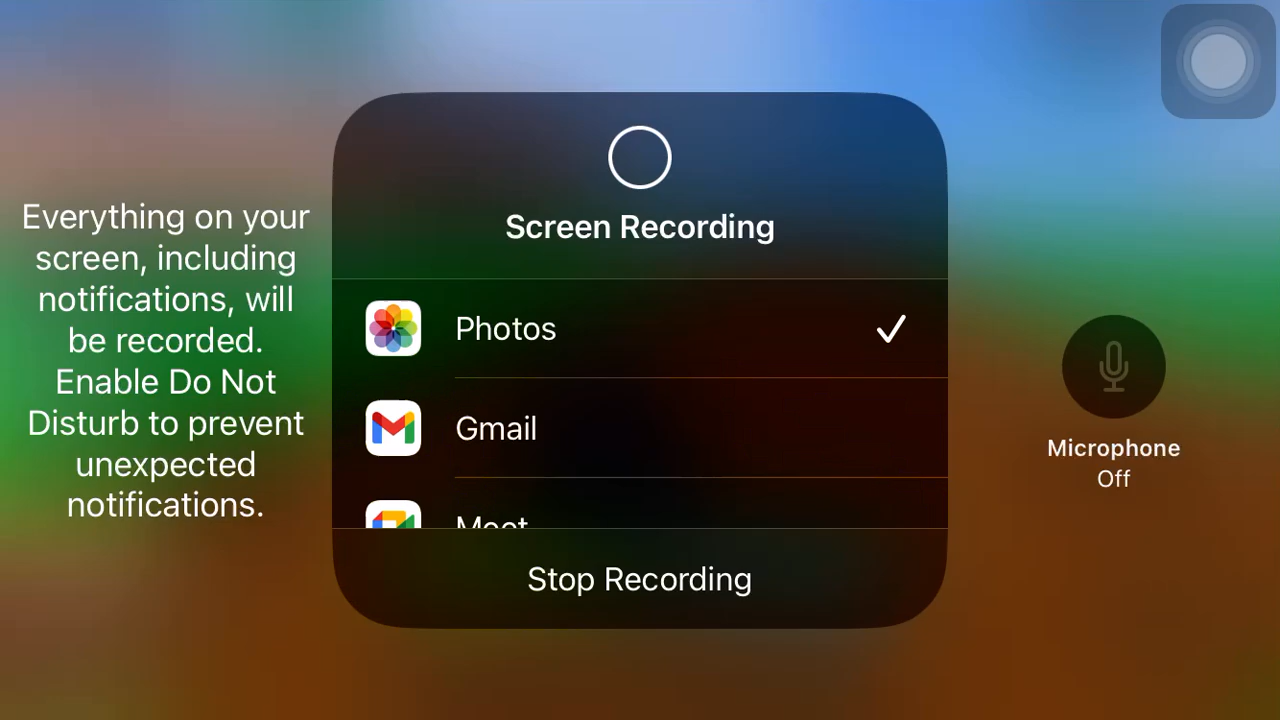 Everything on your
screen, including
notifications, will
be recorded.
Enable Do Not
Disturb to prevent
unexpected
notifications.
Screen Recording
Photos
Gmail
Meet
Stop Recording
Microphone
Off